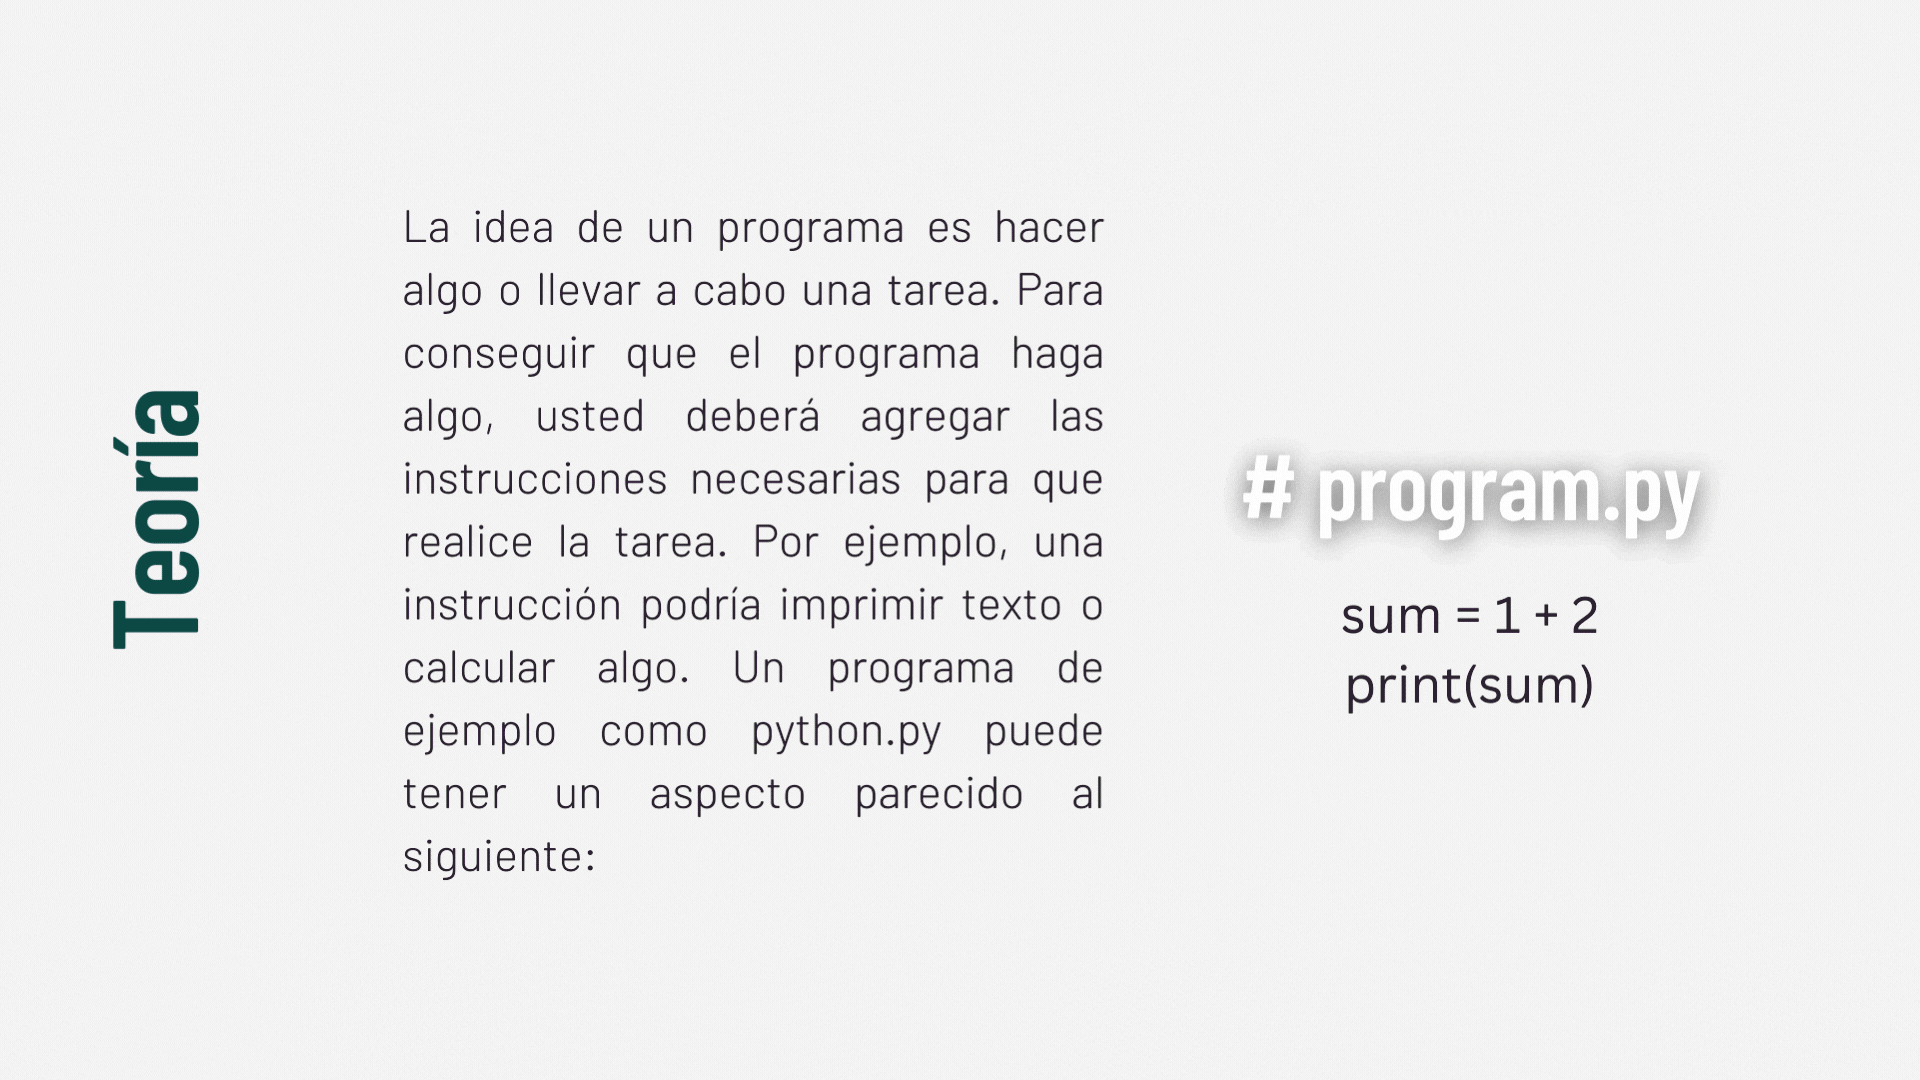 Teoría
La idea de un programa es hacer
algo o llevar a cabo una tarea. Para
conseguir que el programa haga
algo, usted deberá agregar las
instrucciones necesarias para que
realice la tarea. Por ejemplo, una
instrucción podría imprimir texto o
calcular algo. Un programa de
ejemplo como python.py puede
tener un aspecto parecido al
siguiente:
# program.py
sum = 1 + 2
print(sum)